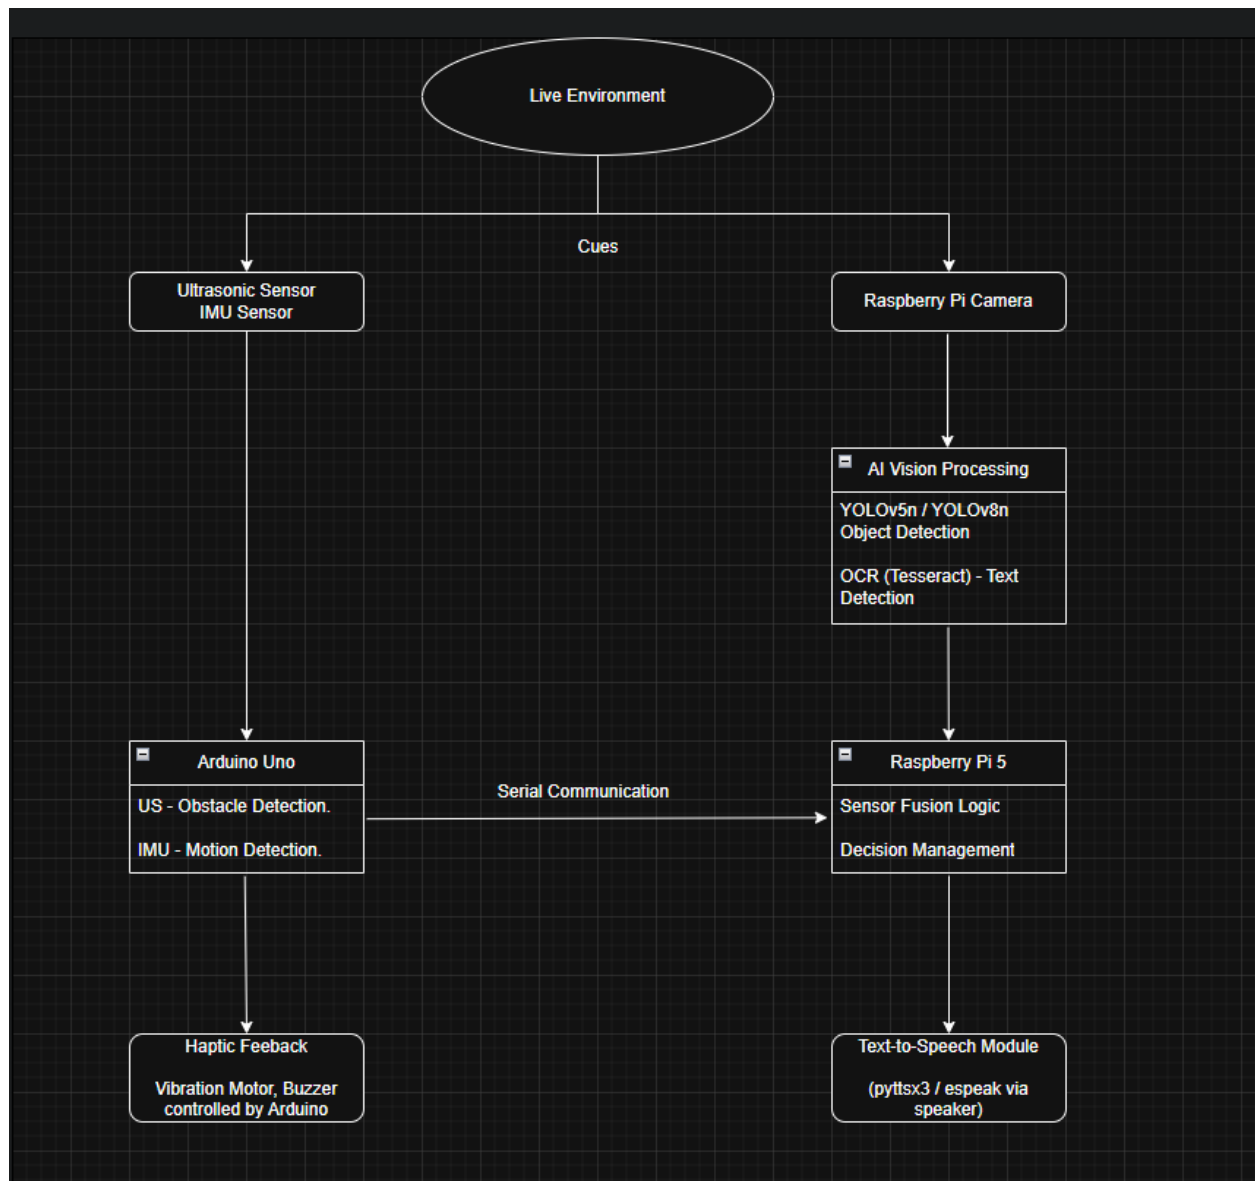 Live Environment
Cues
Ultrasonic Sensor
IMU Sensor
Raspberry Pi Camera
AI Vision Processing
YOLOv5n / YOLOv8n
Object Detection
OCR (Tesseract) - Text
Detection
Arduino Uno
US - Obstacle Detection.
IMU - Motion Detection.
Serial Communication
Raspberry Pi 5
Sensor Fusion Logic
Decision Management
Haptic Feeback
Vibration Motor, Buzzer
controlled by Arduino
Text-to-Speech Module
(pyttsx3 / espeak via
speaker)